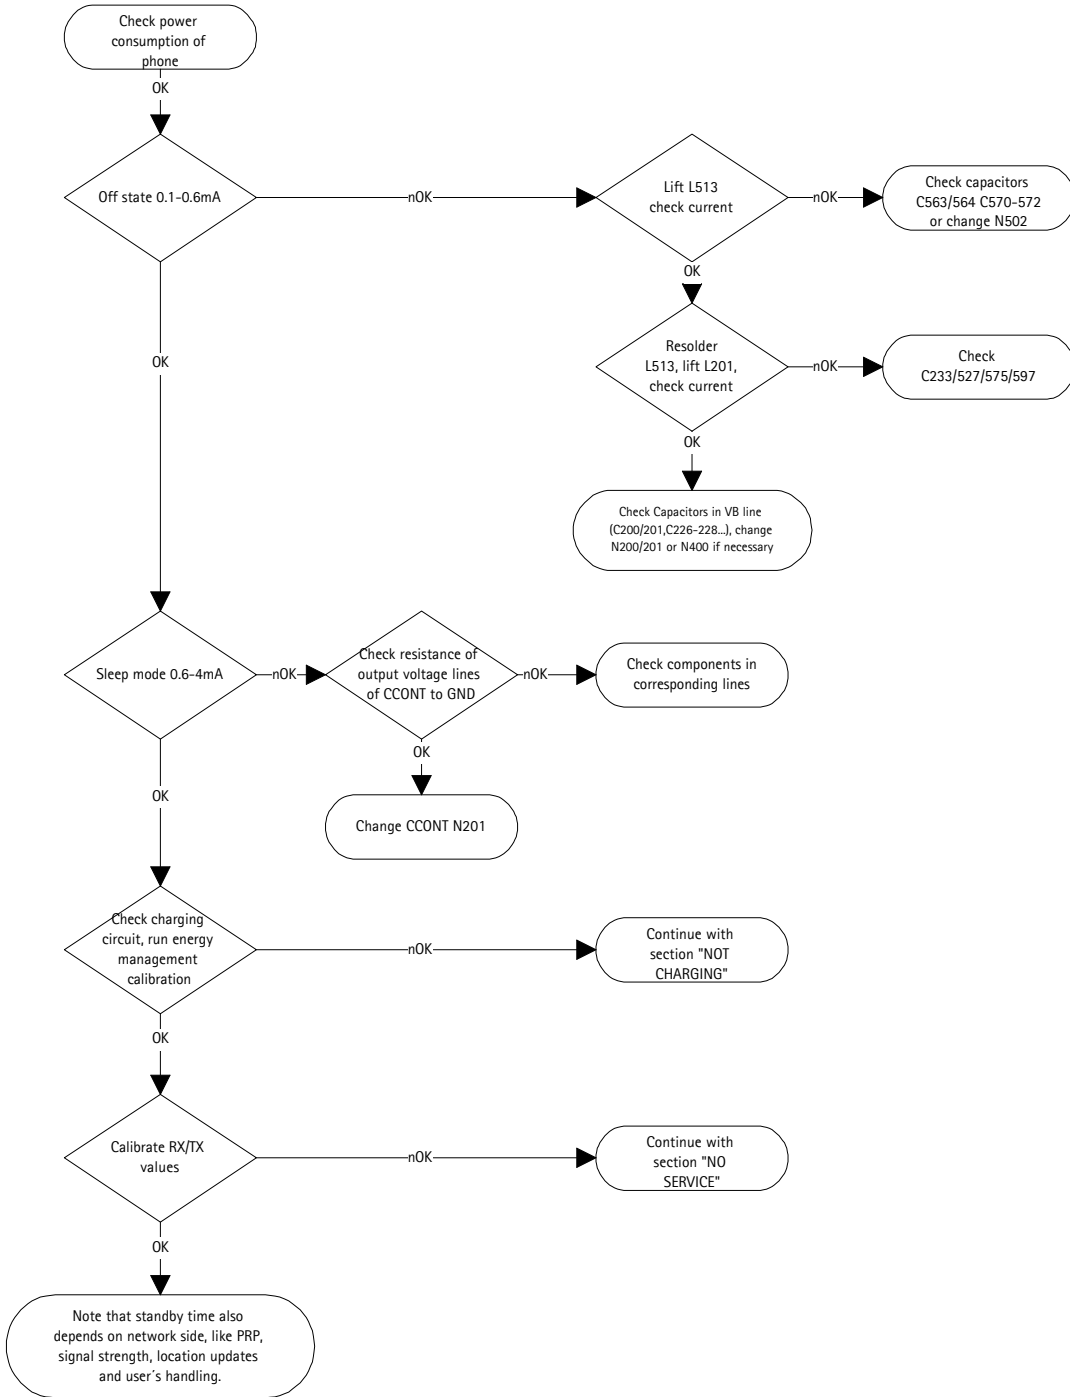 Check power
consumption of
phone
OK
Off state 0.1-0.6mA
nOK
Lift L513
check current
nOK
Check capacitors
C563/564 C570-572
or change N502
OK
Resolder
L513, lift L201,
check current
nOK
Check
C233/527/575/597
OK
OK
Check Capacitors in VB line
(C200/201,C226-228...), change
N200/201 or N400 if necessary
Sleep mode 0.6-4mA
nOK
Check resistance of
output voltage lines
of CCONT to GND
nOK
Check components in
corresponding lines
OK
Change CCONT N201
OK
Check charging
circuit, run energy
management
calibration
nOK
Continue with
section "NOT
CHARGING"
OK
Calibrate RX/TX
values
nOK
Continue with
section "NO
SERVICE"
OK
Note that standby time also
depends on network side, like PRP,
signal strength, location updates
and user´s handling.